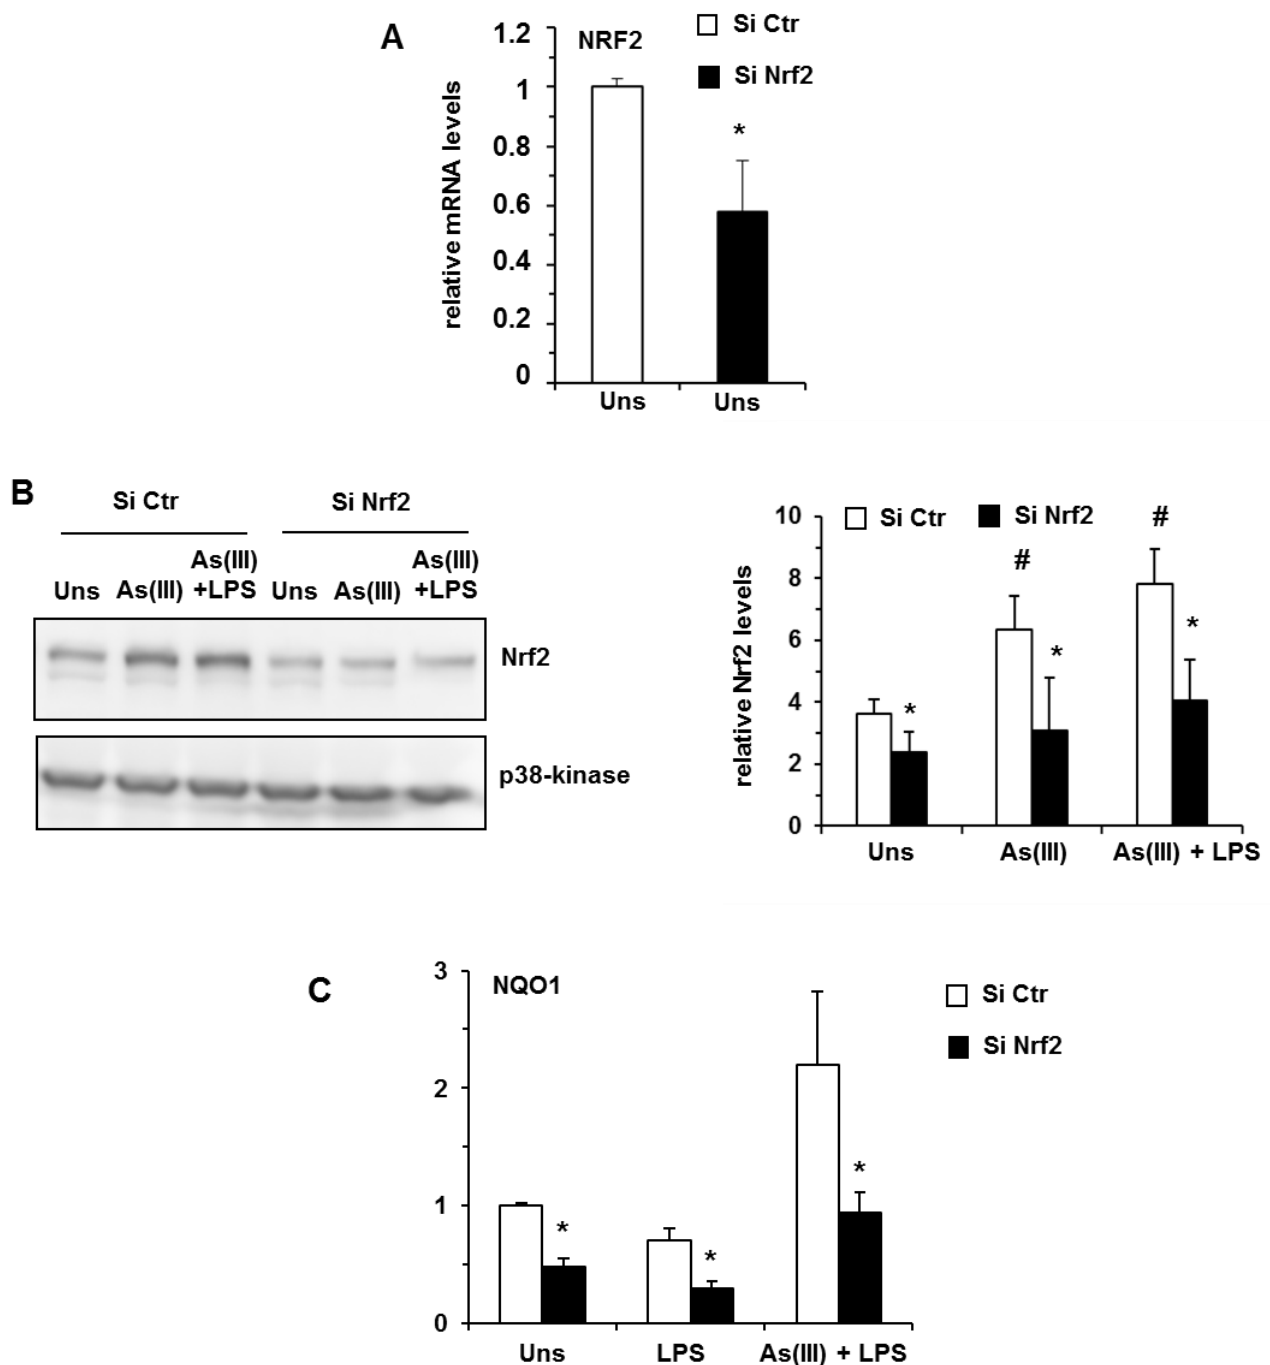 A
NRF2
Si Ctr
Si Nrf2
relative mRNA levels
1.2
1
0.8
0.6
0.4
0.2
0
*
Uns Uns
B
Si Ctr Si Nrf2
Uns As(III) As(III) +LPS Uns As(III) As(III) +LPS
Nrf2
p38-kinase
Si Ctr Si Nrf2
relative Nrf2 levels
10
8
6
4
2
0
* # * # *
Uns As(III) As(III) + LPS
C
NQO1
Si Ctr
Si Nrf2
3
2
1
0
* * *
Uns LPS As(III) + LPS